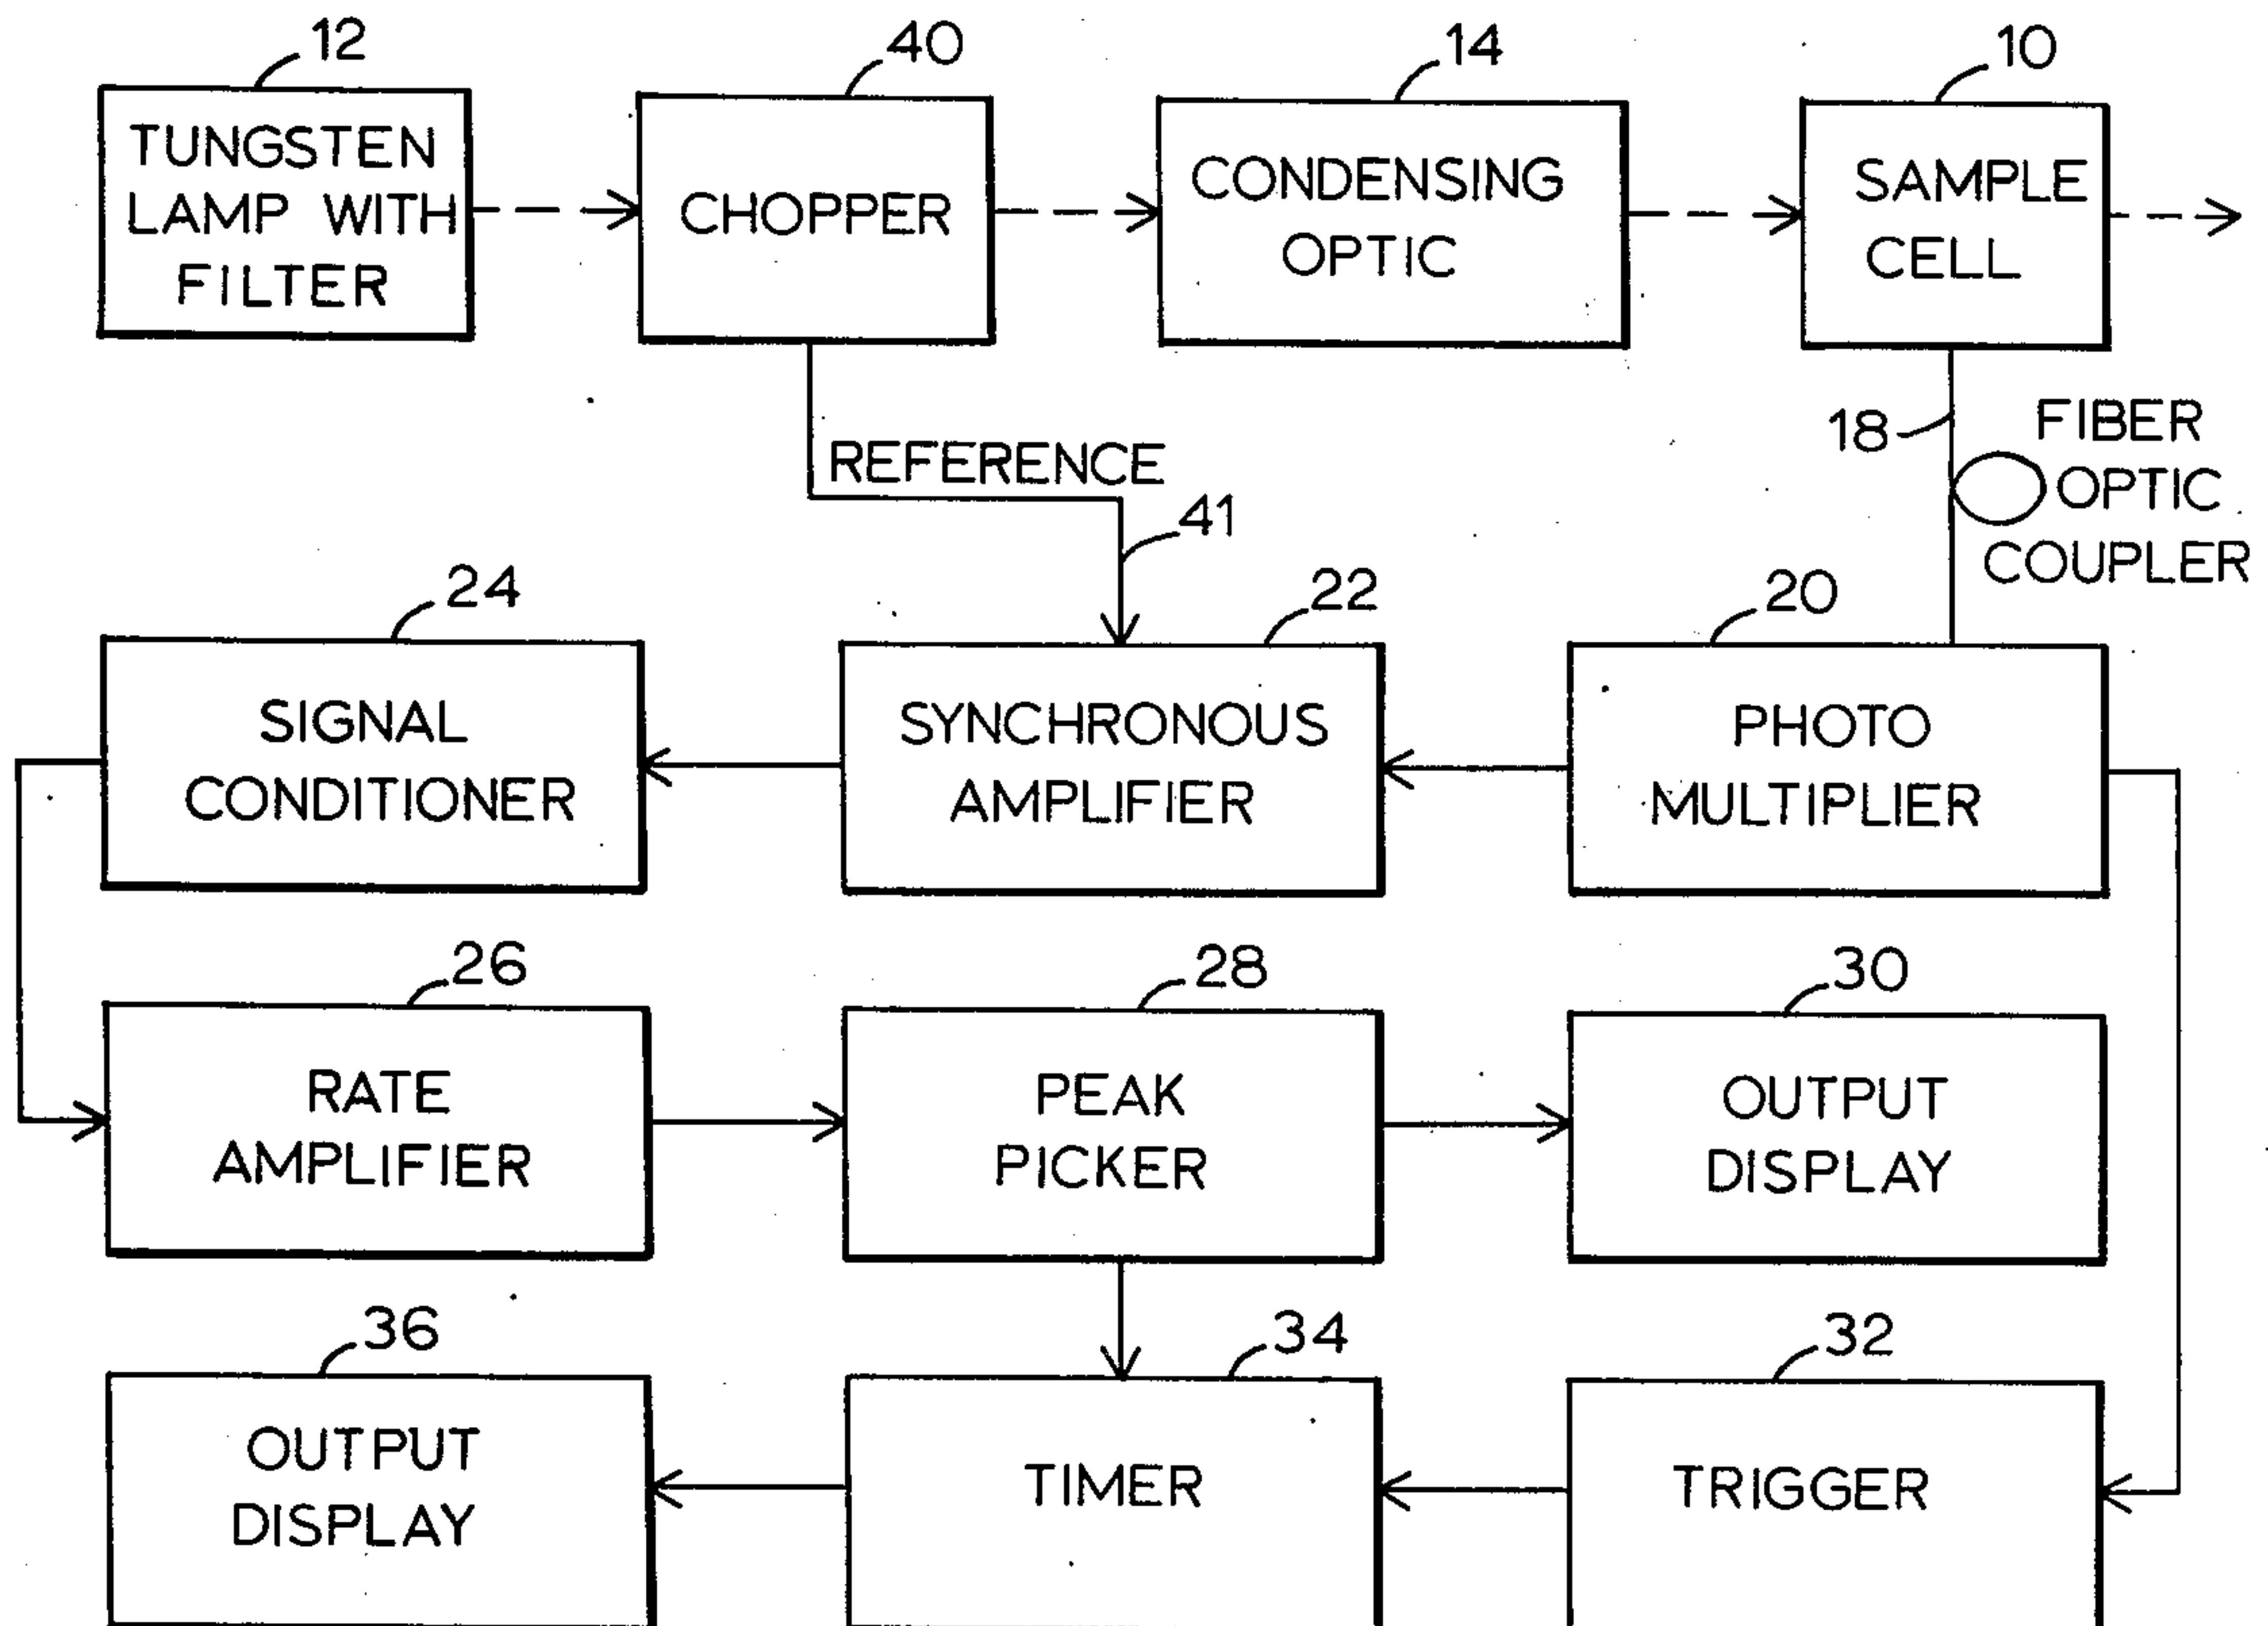 12
40
14
10
TUNGSTEN
LAMP WITH
FILTER
CHOPPER
CONDENSING
OPTIC
SAMPLE
CELL
REFERENCE
18
FIBER
OPTIC
COUPLER
41
24
22
20
SIGNAL
CONDITIONER
SYNCHRONOUS
AMPLIFIER
PHOTO
MULTIPLIER
26
28
30
RATE
AMPLIFIER
PEAK
PICKER
OUTPUT
DISPLAY
36
34
32
OUTPUT
DISPLAY
TIMER
TRIGGER